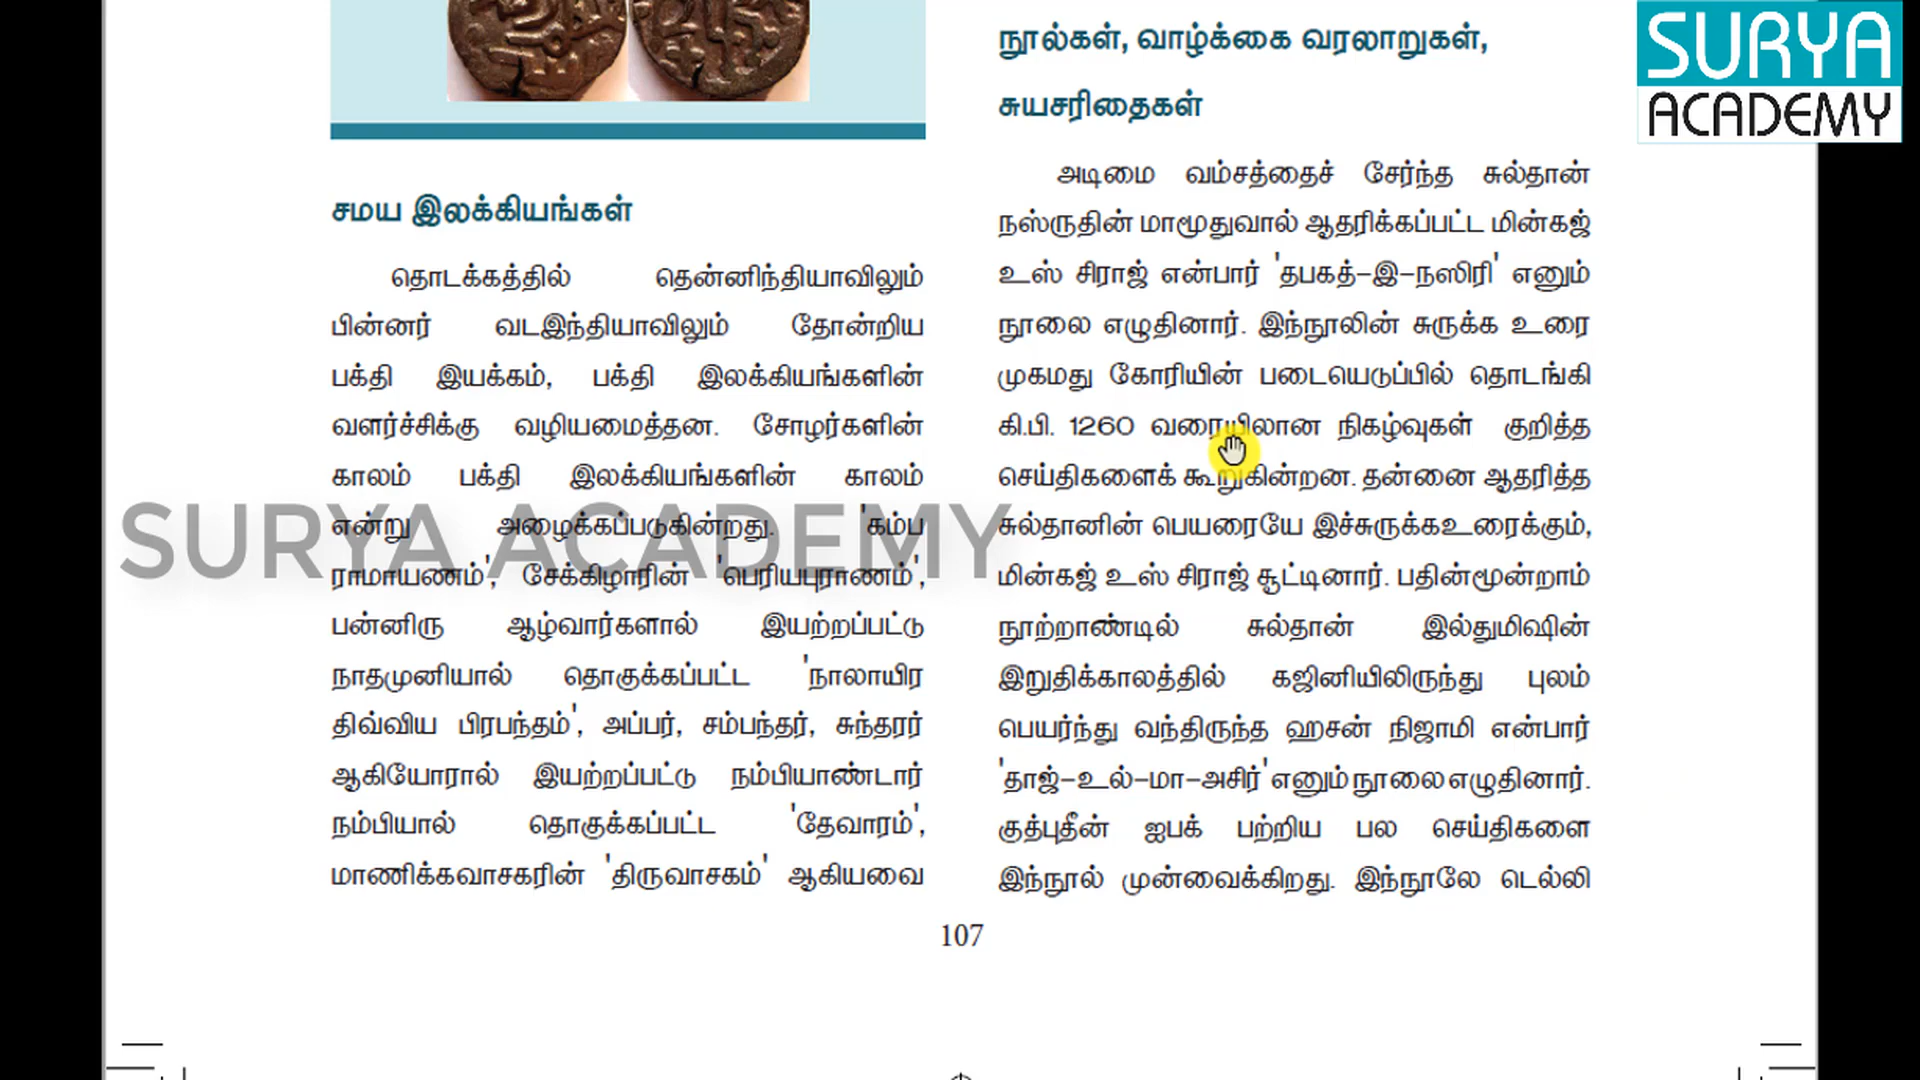 சமய இலக்கியங்கள்
தொடக்கத்தில் தென்னிந்தியாவிலும்
பின்னர் வடஇந்தியாவிலும் தோன்றிய
பக்தி இயக்கம், பக்தி இலக்கியங்களின்
வளர்ச்சிக்கு வழியமைத்தன. சோழர்களின்
காலம் பக்தி இலக்கியங்களின் காலம்
என்று அழைக்கப்படுகின்றது. 'கம்ப
ராமாயணம்', சேக்கிழாரின் 'பெரியபுராணம்',
பன்னிரு ஆழ்வார்களால் இயற்றப்பட்டு
நாதமுனியால் தொகுக்கப்பட்ட 'நாலாயிர
திவ்விய பிரபந்தம்', அப்பர், சம்பந்தர், சுந்தரர்
ஆகியோரால் இயற்றப்பட்டு நம்பியாண்டார்
நம்பியால் தொகுக்கப்பட்ட 'தேவாரம்',
மாணிக்கவாசகரின் 'திருவாசகம்' ஆகியவை
நூல்கள், வாழ்க்கை வரலாறுகள்,
சுயசரிதைகள்
அடிமை வம்சத்தைச் சேர்ந்த சுல்தான்
நஸ்ருதின் மாமூதுவால் ஆதரிக்கப்பட்ட மின்கஜ்
உஸ் சிராஜ் என்பார் 'தபகத்–இ–நஸிரி' எனும்
நூலை எழுதினார். இந்நூலின் சுருக்க உரை
முகமது கோரியின் படையெடுப்பில் தொடங்கி
கி.பி. 1260 வரையிலான நிகழ்வுகள் குறித்த
செய்திகளைக் கூறுகின்றன. தன்னை ஆதரித்த
சுல்தானின் பெயரையே இச்சுருக்கஉரைக்கும்,
மின்கஜ் உஸ் சிராஜ் சூட்டினார். பதின்மூன்றாம்
நூற்றாண்டில் சுல்தான் இல்துமிஷின்
இறுதிக்காலத்தில் கஜினியிலிருந்து புலம்
பெயர்ந்து வந்திருந்த ஹசன் நிஜாமி என்பார்
'தாஜ்–உல்–மா–அசிர்' எனும் நூலை எழுதினார்.
குத்புதீன் ஐபக் பற்றிய பல செய்திகளை
இந்நூல் முன்வைக்கிறது. இந்நூலே டெல்லி
107
SURYA
ACADEMY
SURYA ACADEMY